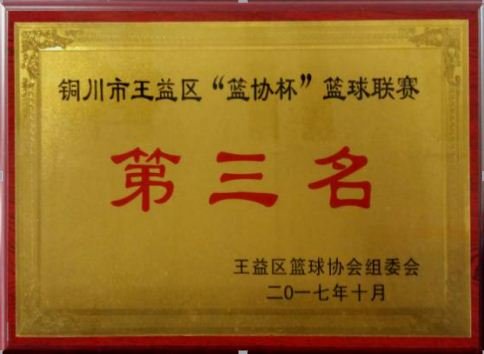 铜川市王益区“篮协杯”篮球联赛
第三名
王益区篮球协会组委会
二〇一七年十月